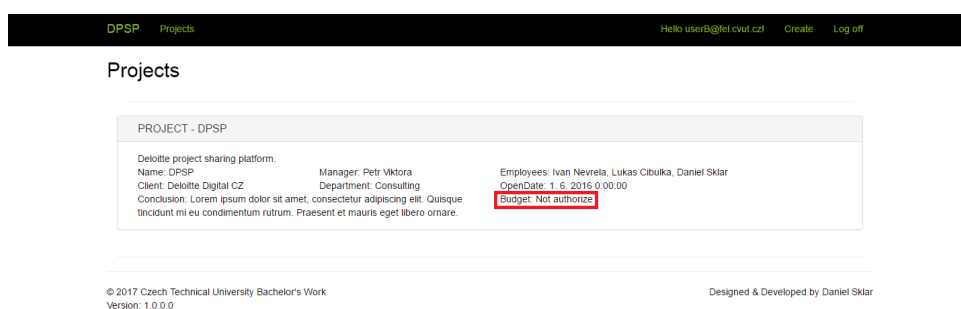 DPSP Projects Hello userB@fel.cvut.cz! Create Log off
Projects
PROJECT - DPSP
Deloitte project sharing platform.
Name: DPSP Manager: Petr Viktora Employees: Ivan Nevrela, Lukas Cibulka, Daniel Sklar
Client: Deloitte Digital CZ Department: Consulting OpenDate: 1. 6. 2016 0:00:00
Conclusion: Lorem ipsum dolor sit amet, consectetur adipiscing elit. Quisque Budget: Not authorize
tincidunt mi eu condimentum rutrum. Praesent et mauris eget libero ornare.
© 2017 Czech Technical University Bachelor's Work Designed & Developed by Daniel Sklar
Version: 1.0.0.0